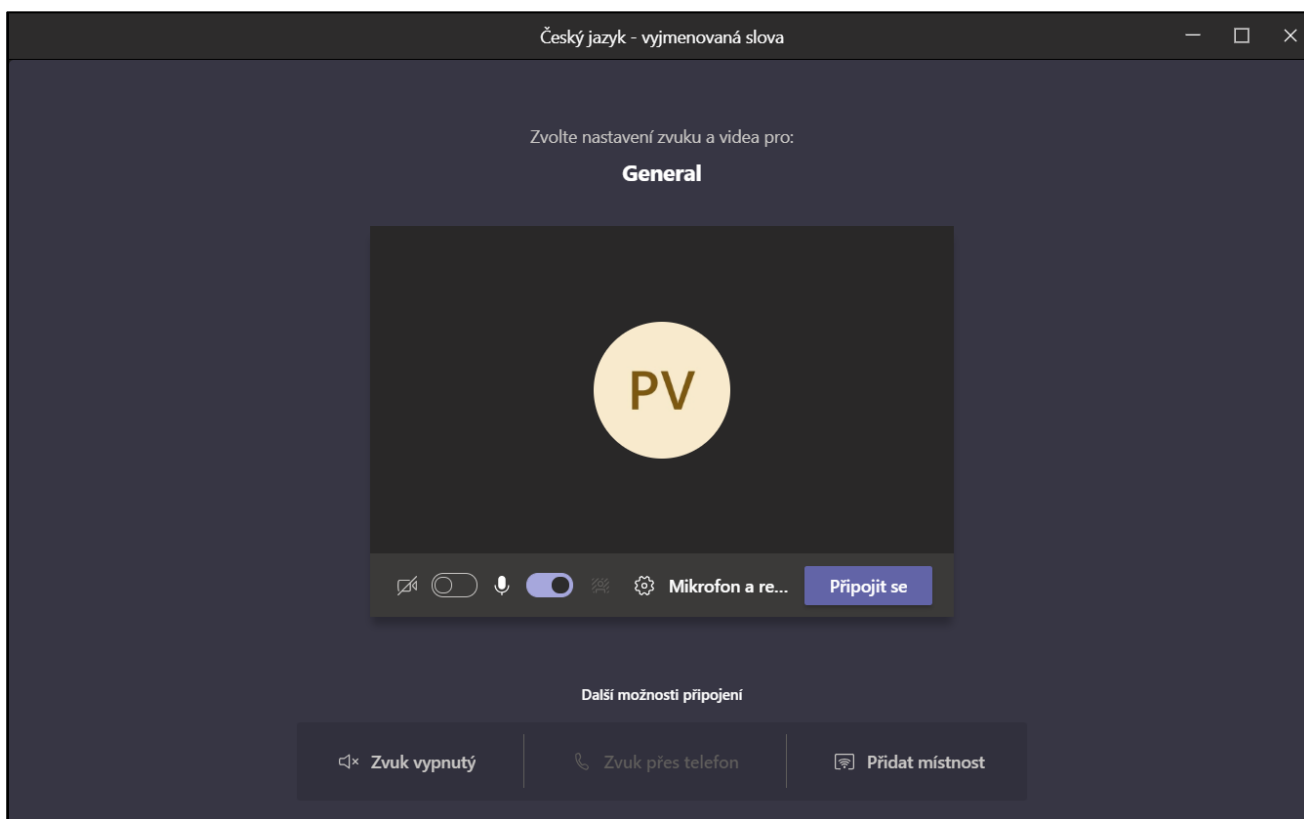 Český jazyk - vyjmenovaná slova
Zvolte nastavení zvuku a videa pro:
General
PV
Mikrofon a re... Připojit se
Další možnosti připojení
Zvuk vypnutý Zvuk přes telefon Přidat místnost